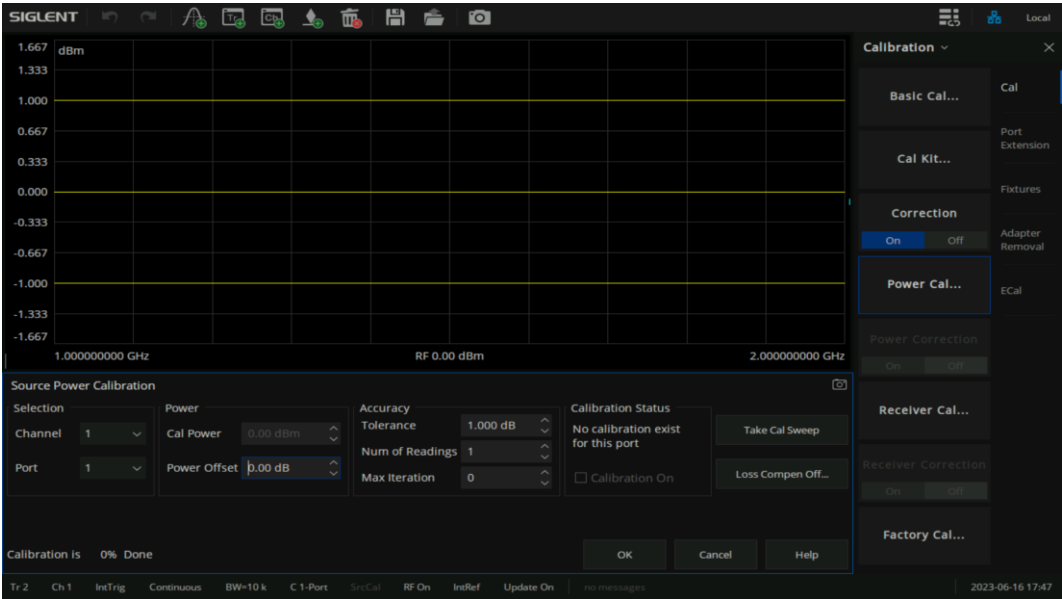 SIGLENT
Tr
Ch
Local
1.667 dBm
1.333
1.000
0.667
0.333
0.000
-0.333
-0.667
-1.000
-1.333
-1.667
1.000000000 GHz RF 0.00 dBm 2.000000000 GHz
Source Power Calibration
Selection
Channel 1
Port 1
Power
Cal Power 0.00 dBm
Power Offset 0.00 dB
Accuracy
Tolerance 1.000 dB
Num of Readings 1
Max Iteration 0
Calibration Status
No calibration exist
for this port
Calibration On
Take Cal Sweep
Loss Compen Off...
Calibration is 0% Done
OK Cancel Help
Calibration
Basic Cal...
Cal Kit...
Correction
On Off
Power Cal...
Power Correction
On Off
Receiver Cal...
Receiver Correction
On Off
Factory Cal...
Cal
Port
Extension
Fixtures
Adapter
Removal
ECal
Tr 2 Ch 1 IntTrig Continuous BW=10 k C 1-Port SrcCal RF On IntRef Update On no messages 2023-06-16 17:47